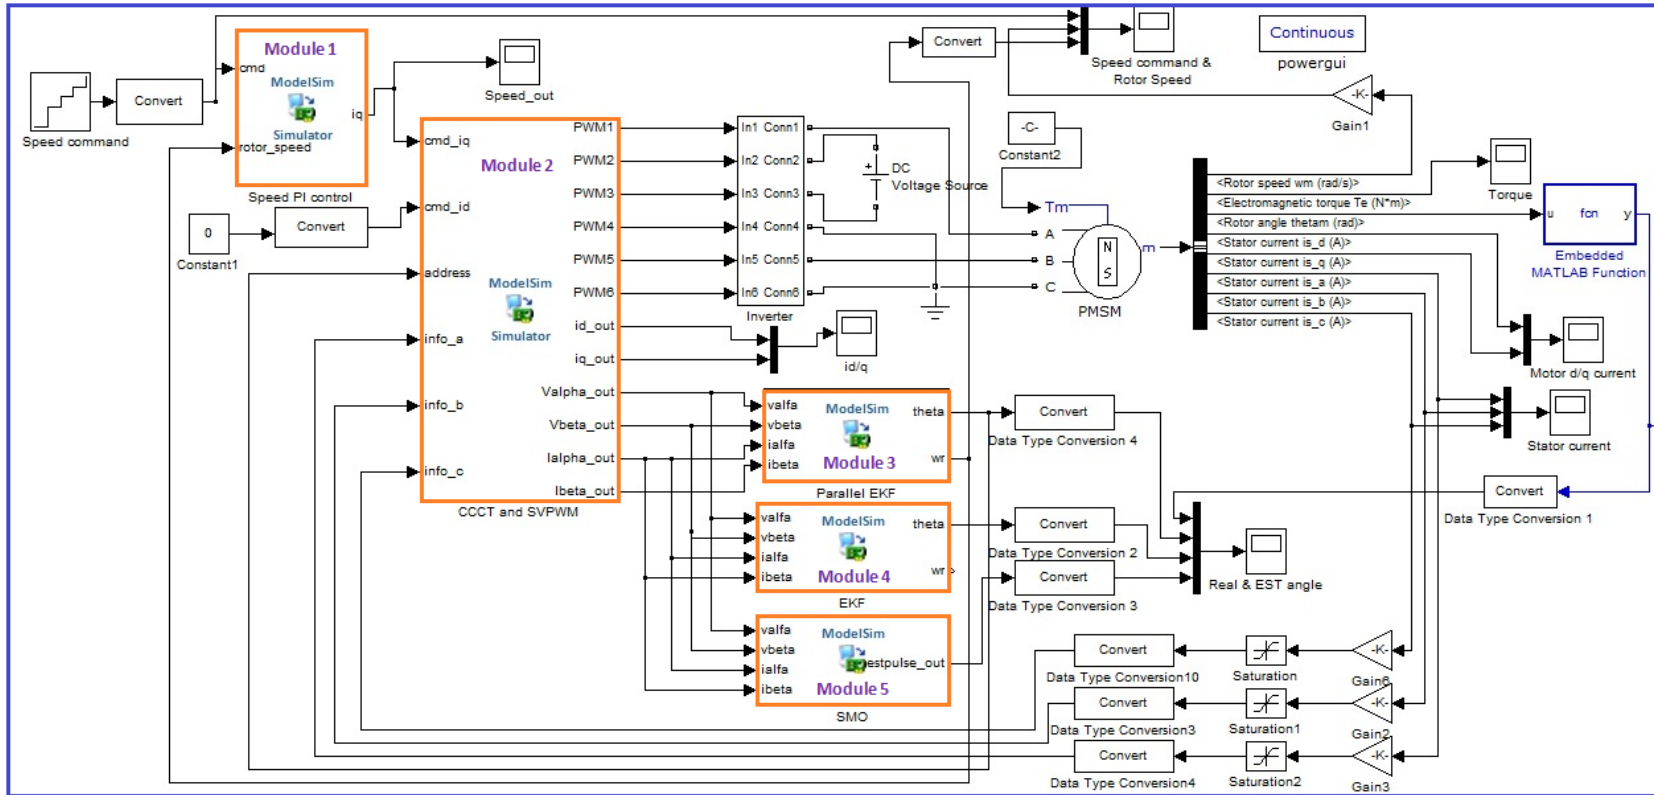 Module 1
ModelSim
Simulator
cmd
iq
rotor_speed
Speed PI control
Speed command
Convert
Speed_out
0
Constant1
Convert
Module 2
ModelSim
Simulator
cmd_iq
cmd_id
address
info_a
info_b
info_c
PWM1
PWM2
PWM3
PWM4
PWM5
PWM6
id_out
iq_out
Valpha_out
Vbeta_out
Ialpha_out
Ibeta_out
CCCT and SVPWM
In1 Conn1
In2 Conn2
In3 Conn3
In4 Conn4
In5 Conn5
In6 Conn6
Inverter
id/q
+
DC
Voltage Source
Convert
Speed command &
Rotor Speed
Continuous
powergui
-K-
Gain1
-C-
Constant2
Tm
A
B
C
N
S
m
PMSM
<Rotor speed wm (rad/s)>
<Electromagnetic torque Te (N*m)>
<Rotor angle thetam (rad)>
<Stator current is_d (A)>
<Stator current is_q (A)>
<Stator current is_a (A)>
<Stator current is_b (A)>
<Stator current is_c (A)>
Torque
u
fcn
y
Embedded
MATLAB Function
Motor d/q current
Stator current
Convert
Data Type Conversion 1
valfa
vbeta
ialfa
ibeta
ModelSim
Module 3
theta
wr
Parallel EKF
Convert
Data Type Conversion 4
valfa
vbeta
ialfa
ibeta
ModelSim
Module 4
theta
wr
EKF
Convert
Data Type Conversion 2
Convert
Data Type Conversion 3
Real & EST angle
valfa
vbeta
ialfa
ibeta
ModelSim
estpulse_out
Module 5
SMO
Convert
Data Type Conversion10
Saturation
-K-
Gain6
Convert
Data Type Conversion3
Saturation1
-K-
Gain2
Convert
Data Type Conversion4
Saturation2
-K-
Gain3